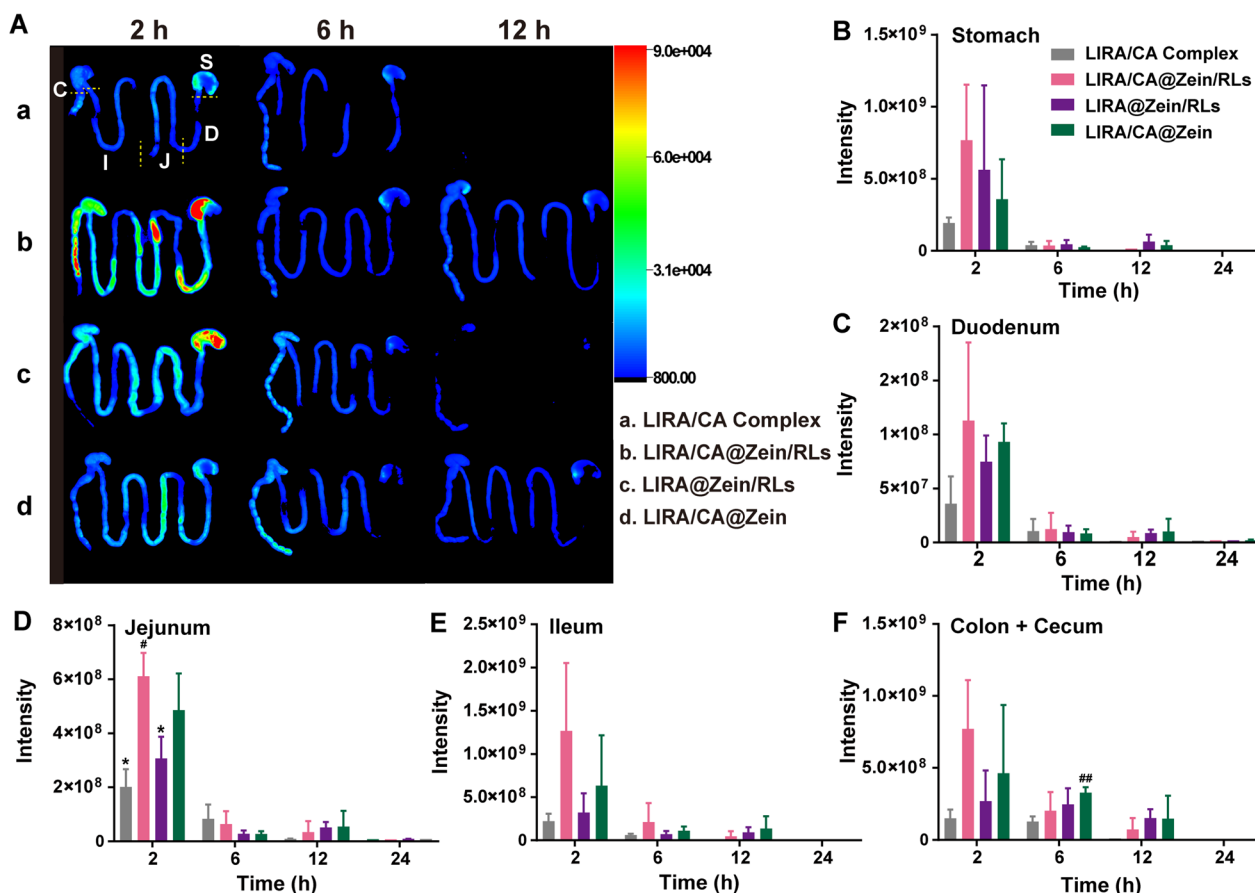 A
2 h
6 h
12 h
C
S
a
I
J
D
b
c
d
9.0e+004
6.0e+004
3.1e+004
800.00
a. LIRA/CA Complex
b. LIRA/CA@Zein/RLs
c. LIRA@Zein/RLs
d. LIRA/CA@Zein
B
Stomach
LIRA/CA Complex
LIRA/CA@Zein/RLs
LIRA@Zein/RLs
LIRA/CA@Zein
Intensity
1.5×10⁹
1.0×10⁹
5.0×10⁸
0
2
6
12
24
Time (h)
C
Duodenum
Intensity
2×10⁸
2×10⁸
1×10⁸
5×10⁷
0
2
6
12
24
Time (h)
D
Jejunum
Intensity
8×10⁸
6×10⁸
4×10⁸
2×10⁸
0
*
#
*
2
6
12
24
Time (h)
E
Ileum
Intensity
2.5×10⁹
2.0×10⁹
1.5×10⁹
1.0×10⁹
5.0×10⁸
0
2
6
12
24
Time (h)
F
Colon + Cecum
Intensity
1.5×10⁹
1.0×10⁹
5.0×10⁸
0
##
2
6
12
24
Time (h)